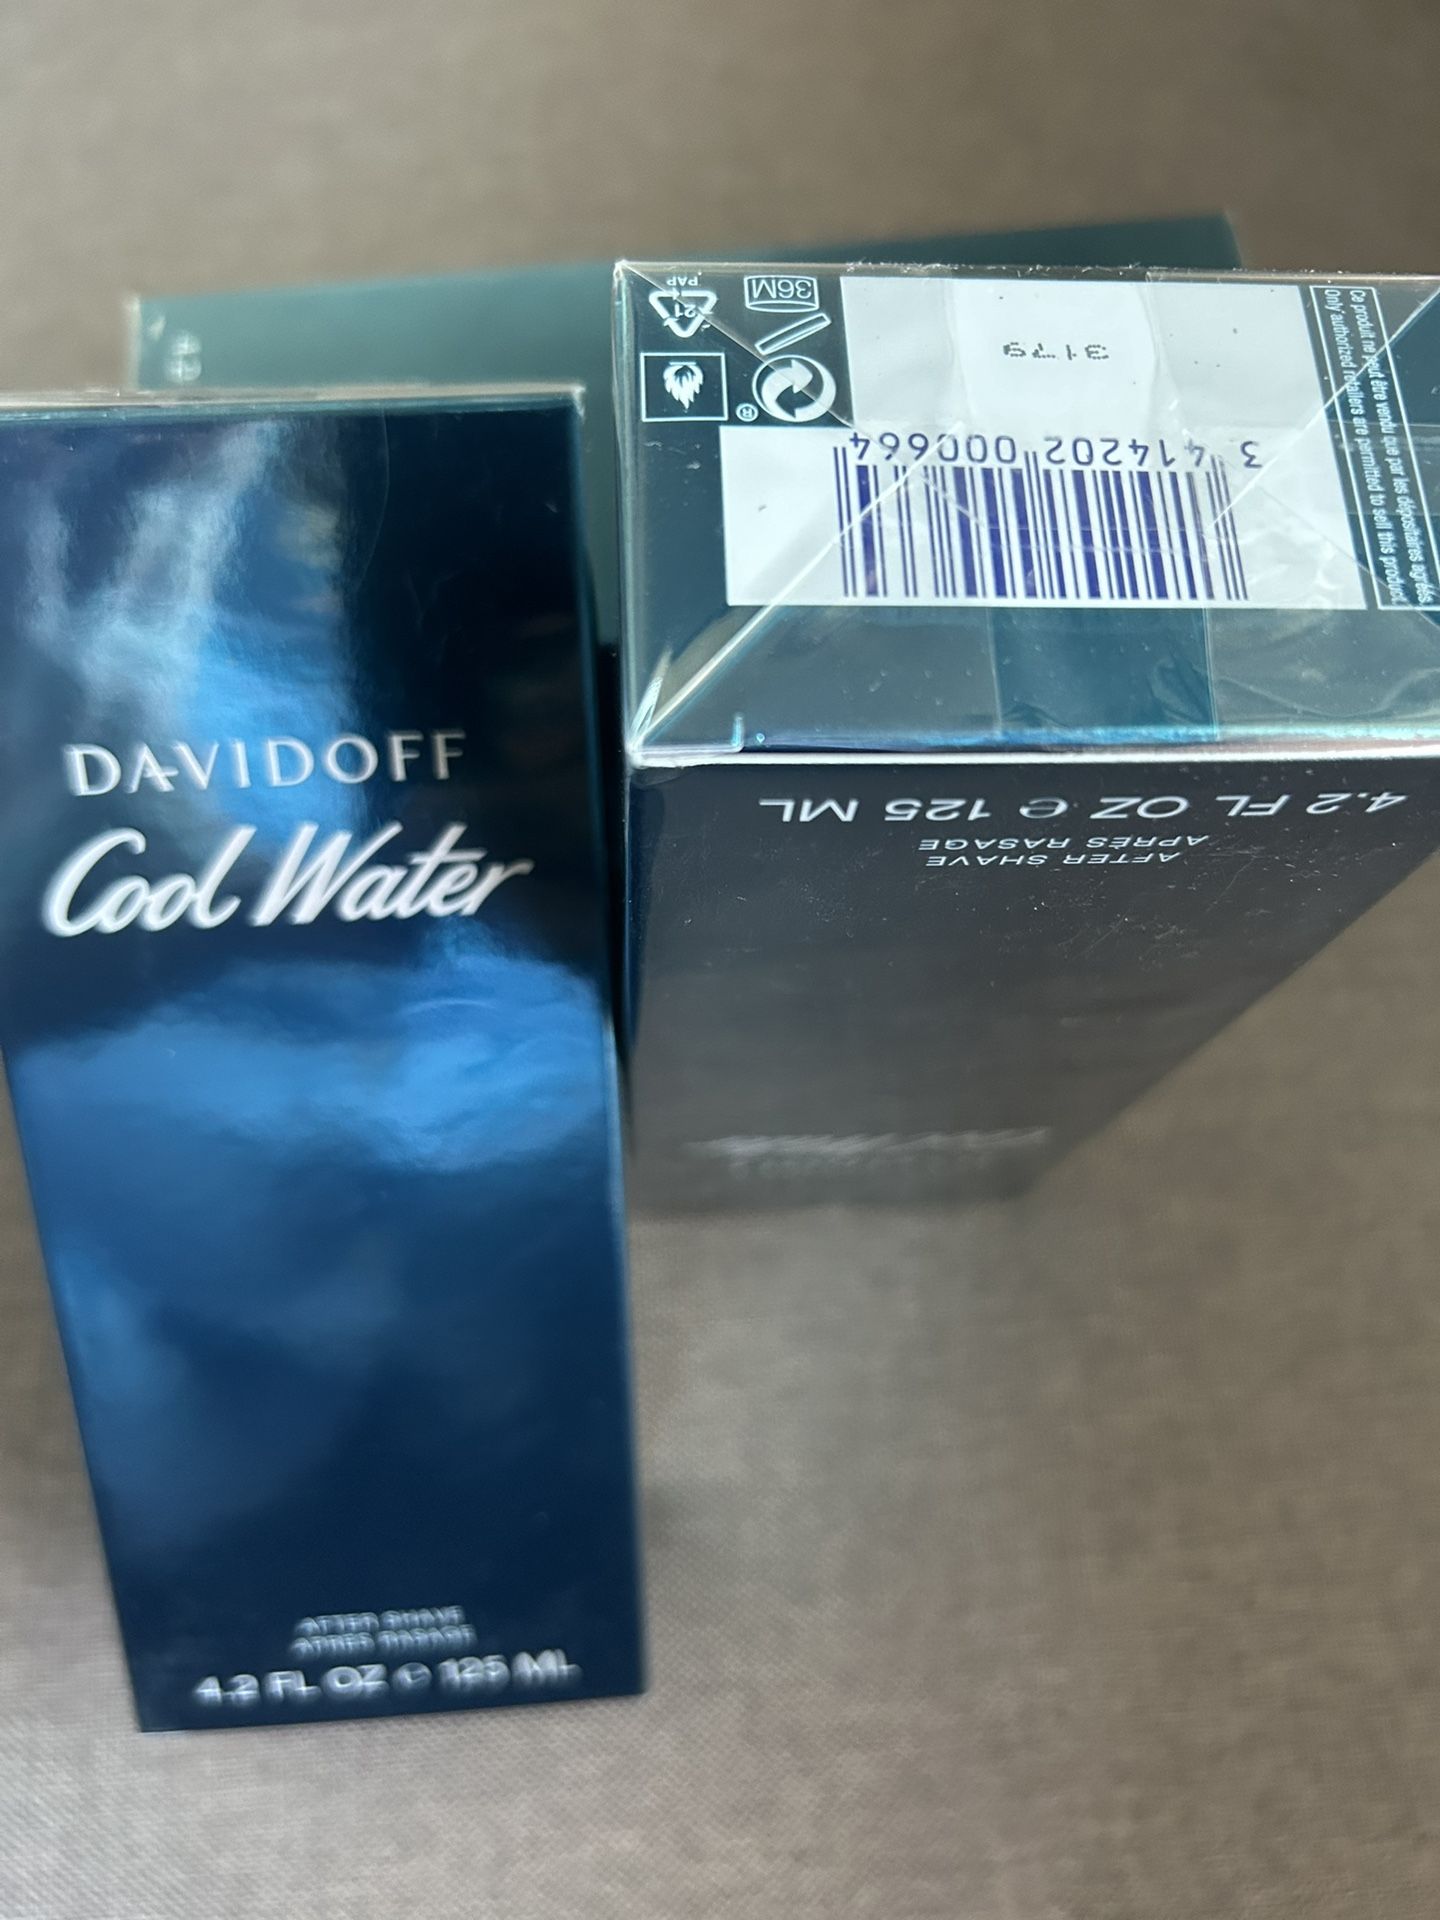 DAVIDOFF
Cool Water
AFTER SHAVE
APRÈS RASAGE
4.2 FL OZ e 125 ML
21
PAP
36M
3179
®
3 414202 000664
Ce produit ne peut être vendu que par les dépositaires agréés.
Only authorized retailers are permitted to sell this product.
4.2 FL OZ e 125 ML
APRÈS RASAGE
AFTER SHAVE